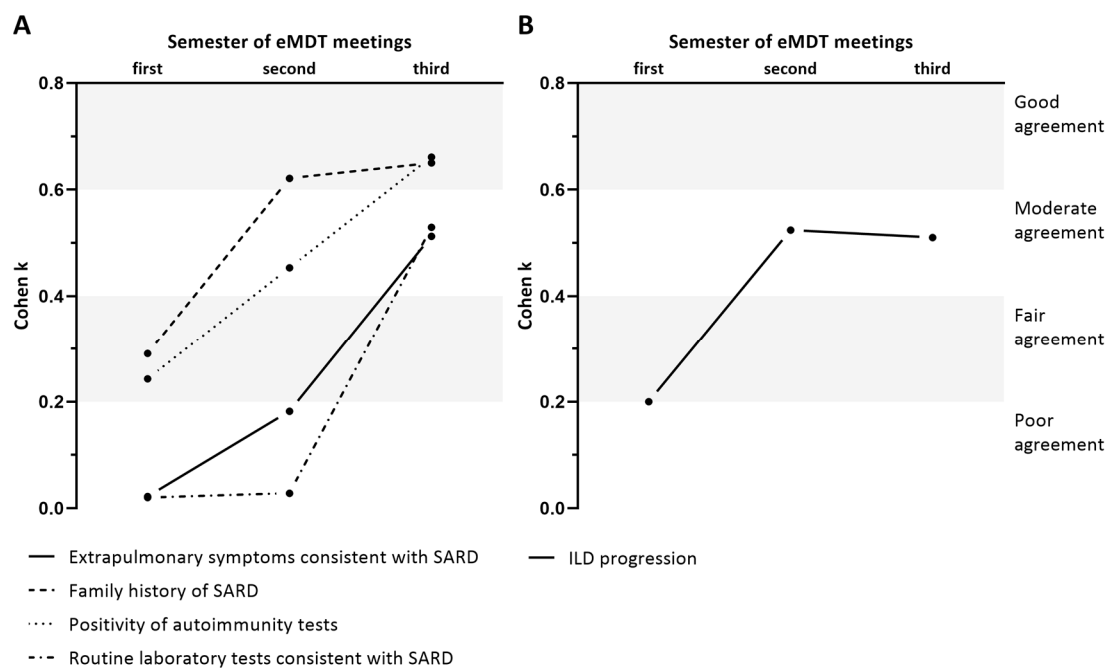 A
Semester of eMDT meetings
first second third
0.8
0.6
0.4
0.2
0.0
Cohen k
Extrapulmonary symptoms consistent with SARD
Family history of SARD
Positivity of autoimmunity tests
Routine laboratory tests consistent with SARD
B
Semester of eMDT meetings
first second third
0.8
0.6
0.4
0.2
0.0
Cohen k
Good
agreement
Moderate
agreement
Fair
agreement
Poor
agreement
ILD progression